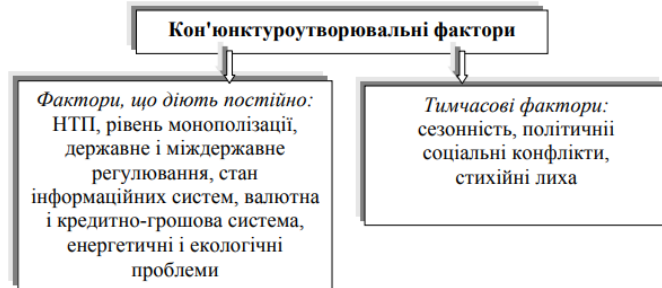 Кон'юнктуроутворювальні фактори
Фактори, що діють постійно:
НТП, рівень монополізації,
державне і міждержавне
регулювання, стан
інформаційних систем, валютна
і кредитно-грошова система,
енергетичні і екологічні
проблеми
Тимчасові фактори:
сезонність, політичніі
соціальні конфлікти,
стихійні лиха